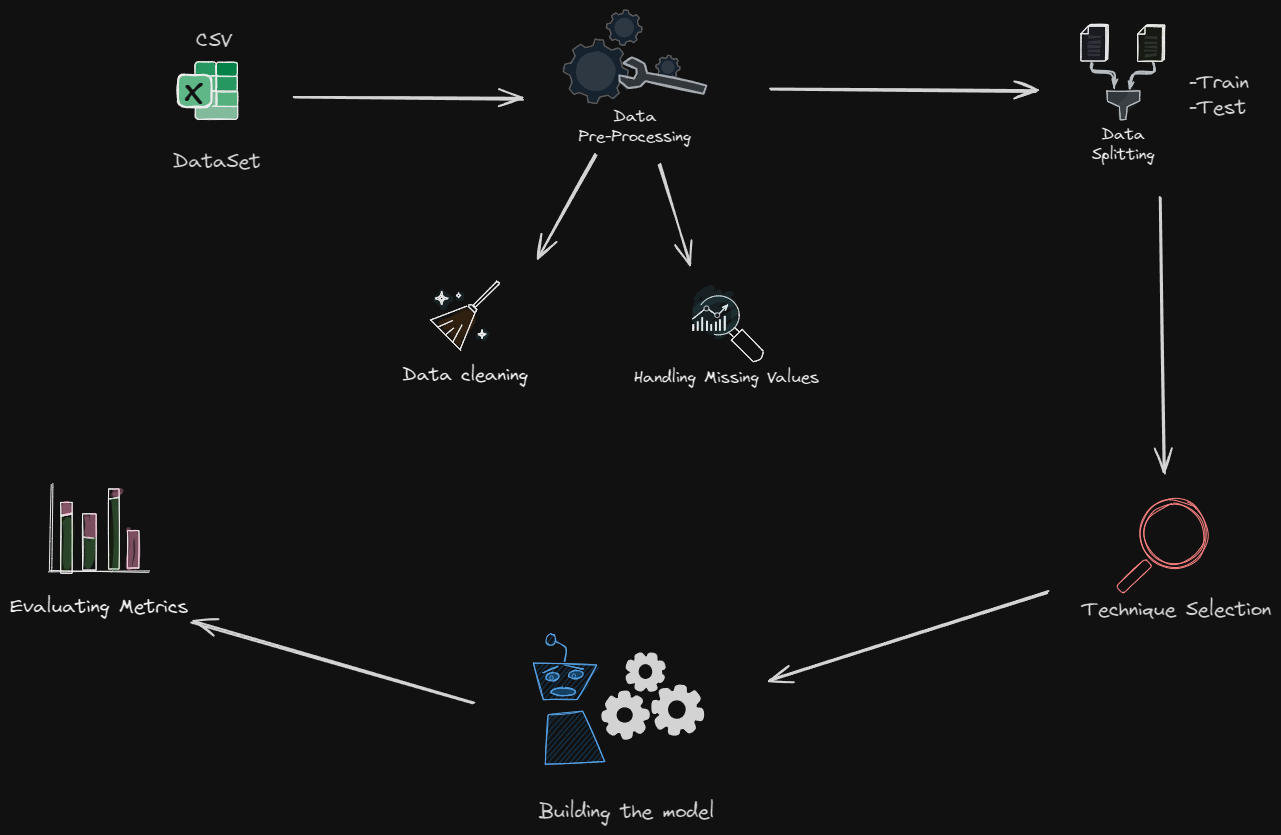 CSV
DataSet
Data
Pre-Processing
Data
Splitting
-Train
-Test
Data cleaning
Handling Missing Values
Technique Selection
Building the model
Evaluating Metrics